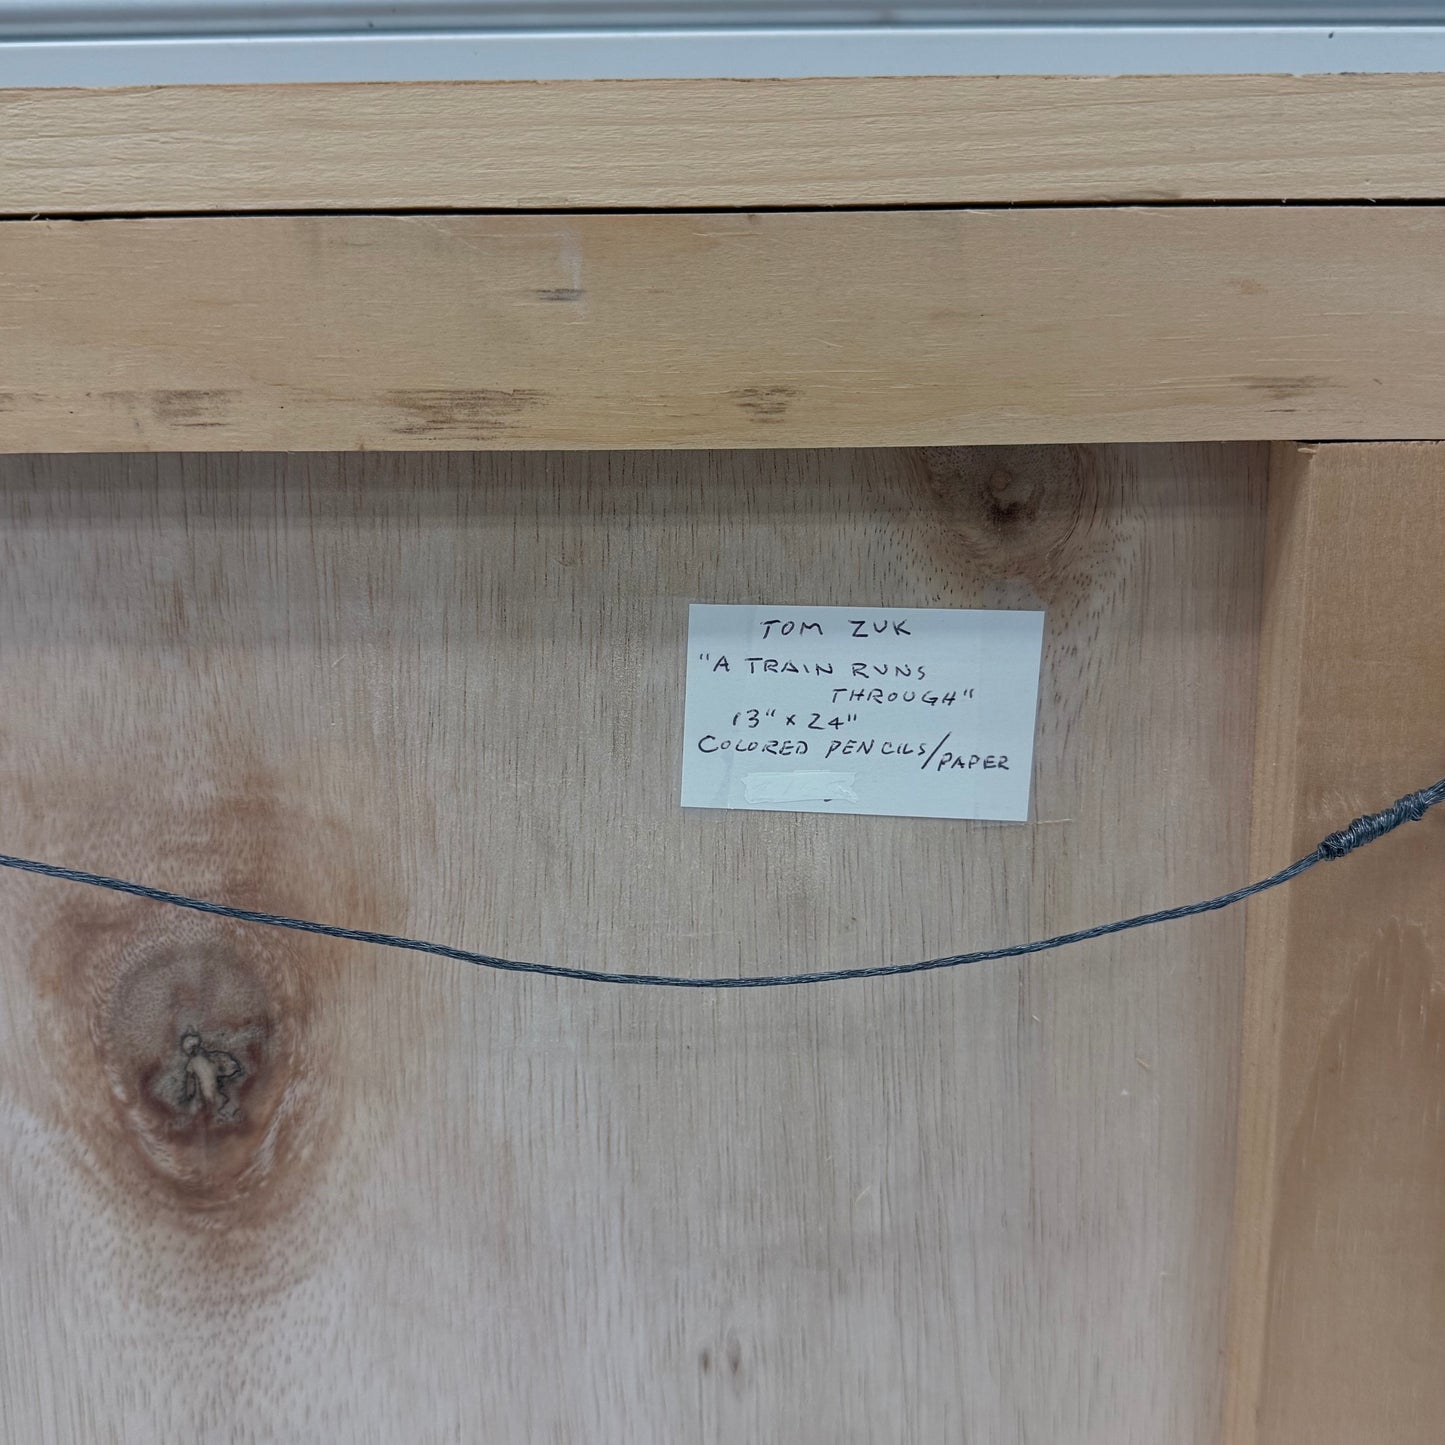 TOM ZUK
"A TRAIN RUNS
THROUGH"
13" x 24"
COLORED PENCILS/PAPER